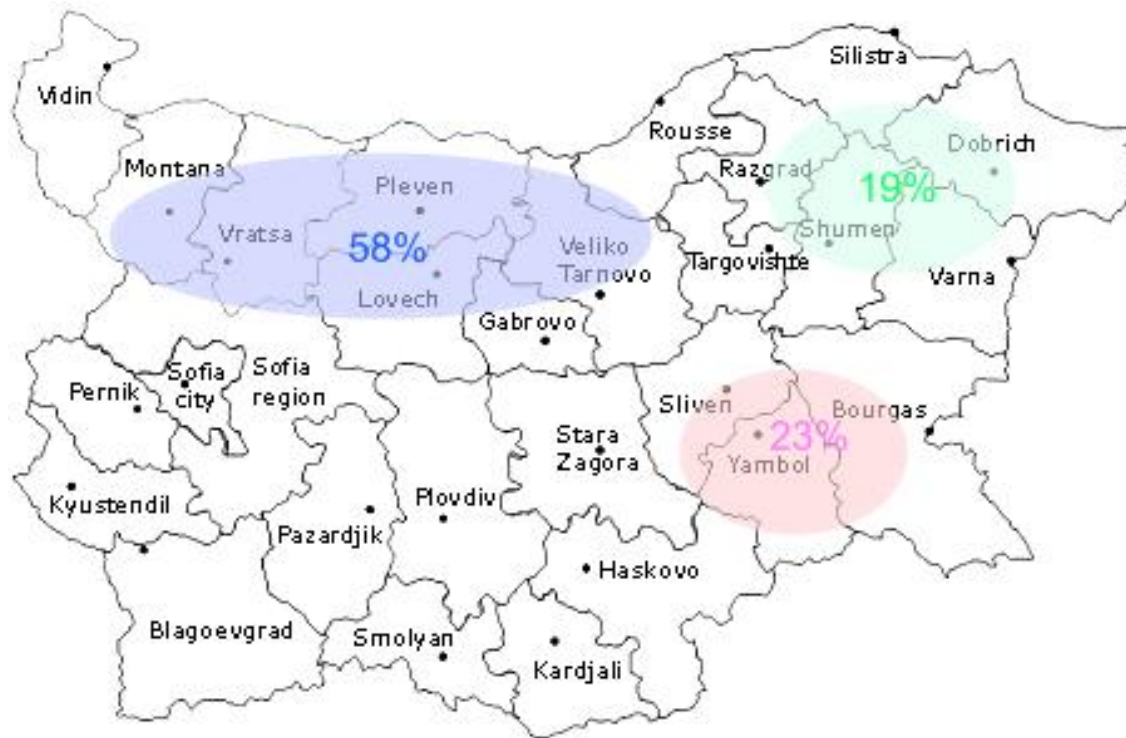 Silistra
Vidin
Rousse
Dobrich
Montana
Razgrad
Pleven
19%
Vratsa
58%
Veliko
Tarnovo
Shumen
Targovishte
Varna
Lovech
Gabrovo
Sofia
city
Sofia
region
Pernik
Sliven
Bourgas
23%
Stara
Zagora
Yambol
Kyustendil
Plovdiv
Pazardjik
Haskovo
Blagoevgrad
Smolyan
Kardjali